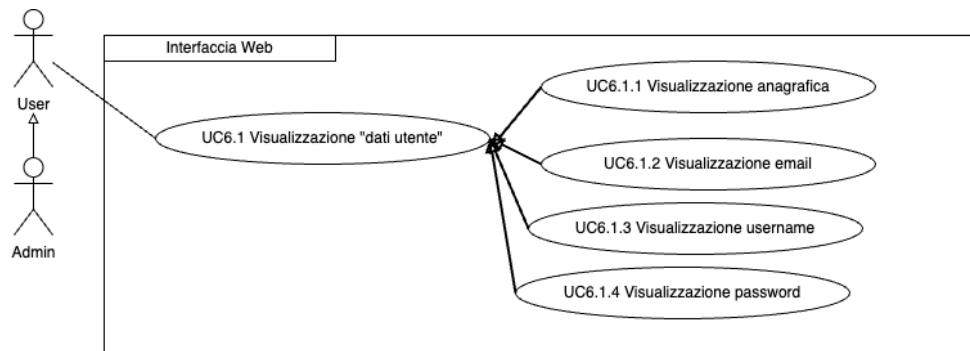 Interfaccia Web
User
Admin
UC6.1 Visualizzazione "dati utente"
UC6.1.1 Visualizzazione anagrafica
UC6.1.2 Visualizzazione email
UC6.1.3 Visualizzazione username
UC6.1.4 Visualizzazione password